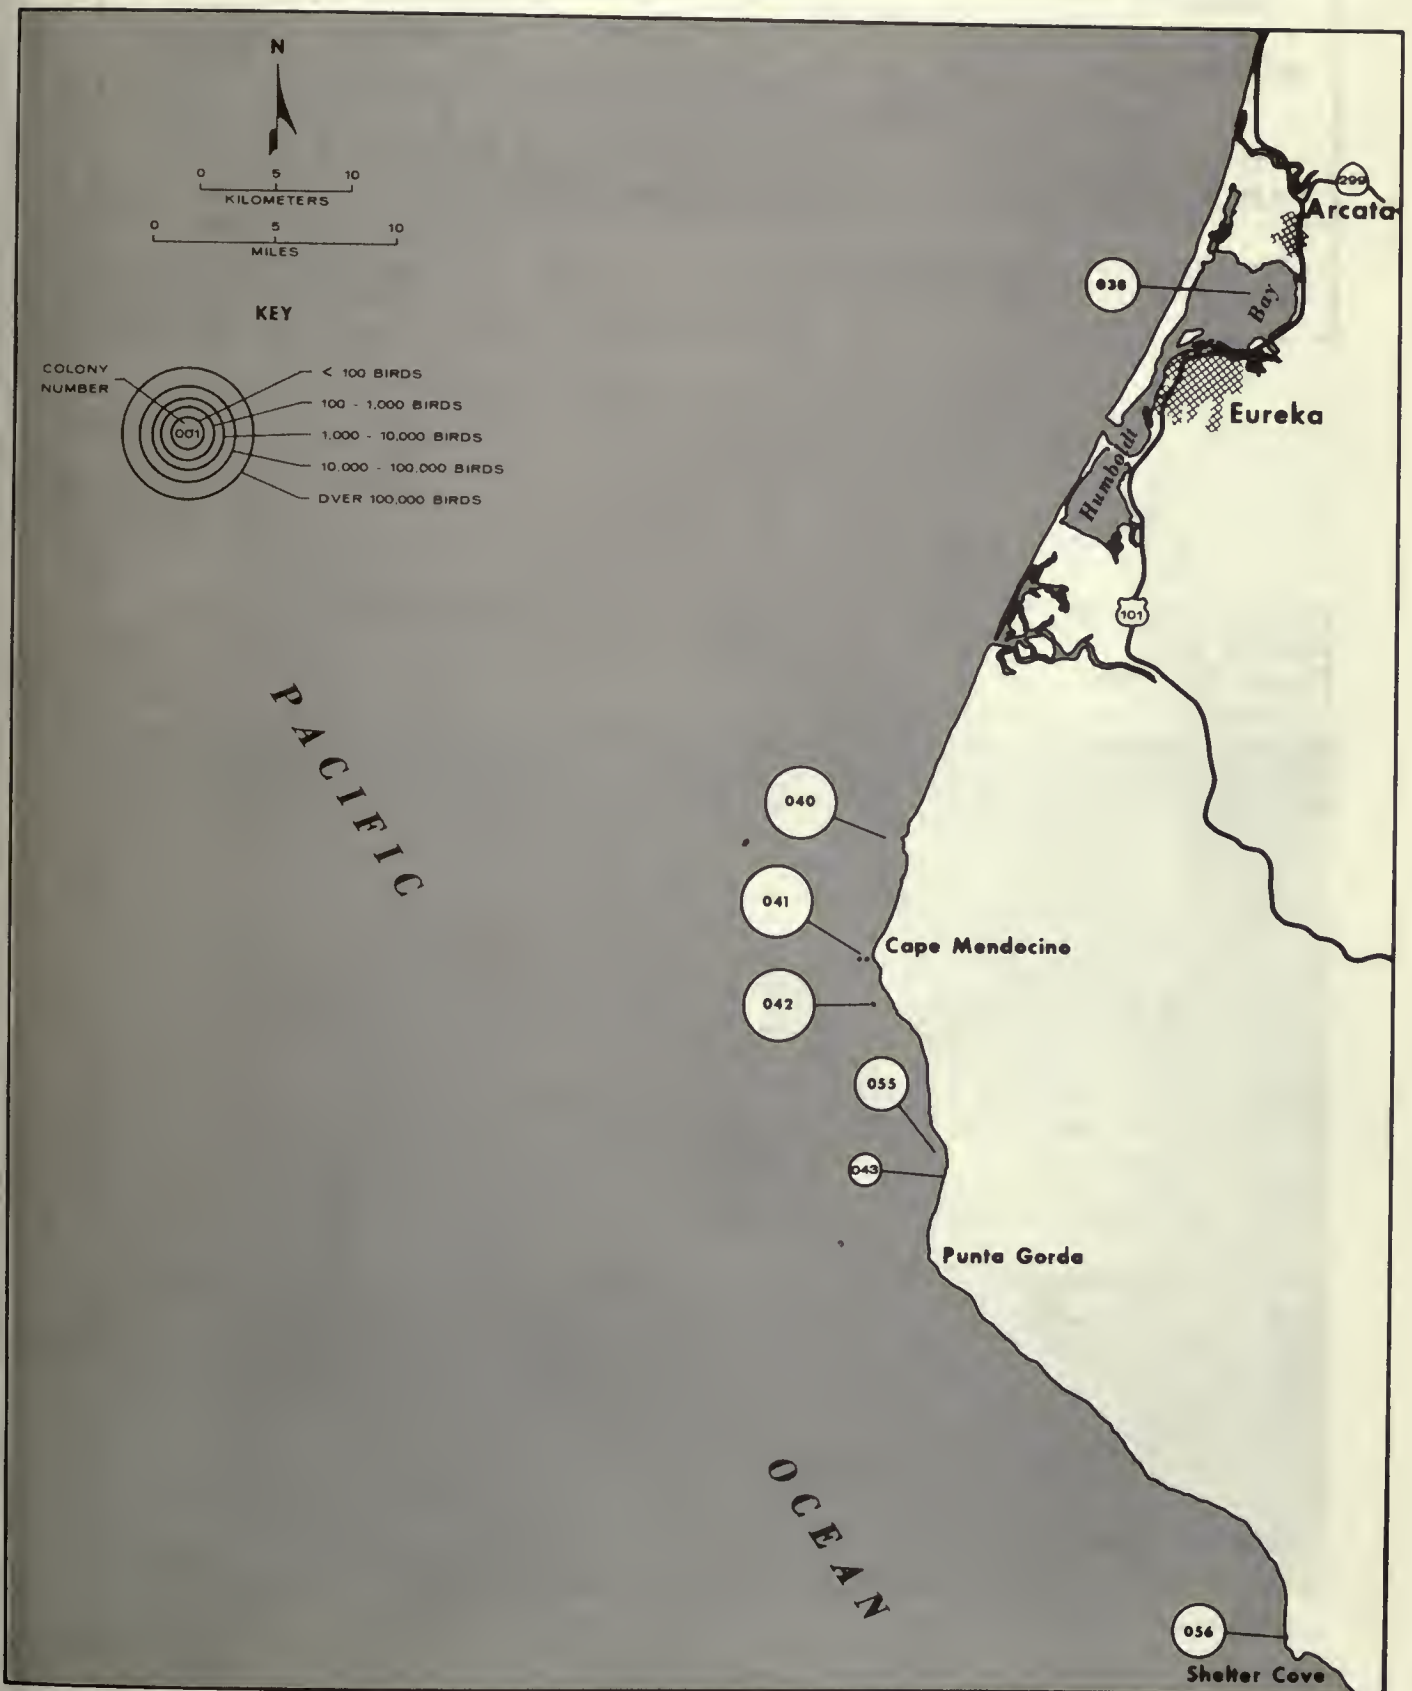 N
0 5 10
KILOMETERS
0 5 10
MILES
KEY
COLONY
NUMBER
001
< 100 BIRDS
100 - 1,000 BIRDS
1,000 - 10,000 BIRDS
10,000 - 100,000 BIRDS
OVER 100,000 BIRDS
299
Arcata
038
Bay
Eureka
Humboldt
101
PACIFIC
040
041
Cape Mendocino
042
055
043
Punta Gorda
OCEAN
056
Shelter Cove